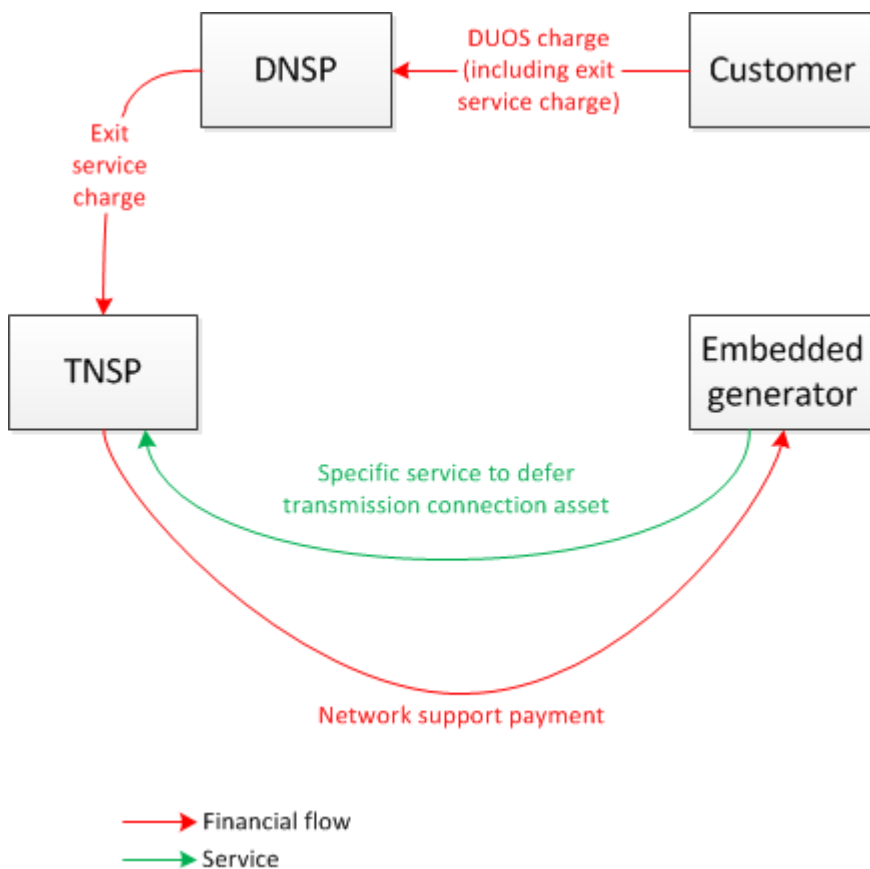 DUOS charge
(including exit
service charge)
DNSP
Customer
Exit
service
charge
TNSP
Embedded
generator
Specific service to defer
transmission connection asset
Network support payment
Financial flow
Service